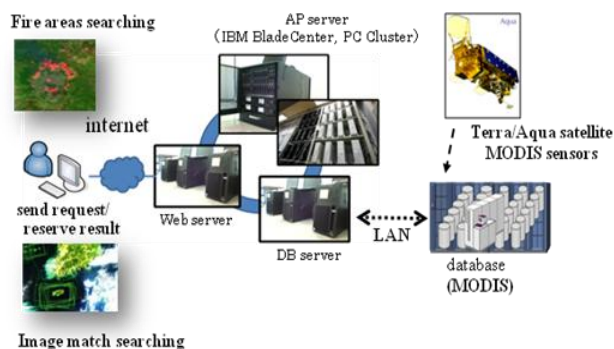 Fire areas searching
AP server
(IBM BladeCenter, PC Cluster)
Aqua
internet
Terra/Aqua satellite
MODIS sensors
send request/
reserve result
Web server
DB server
LAN
database
(MODIS)
Image match searching